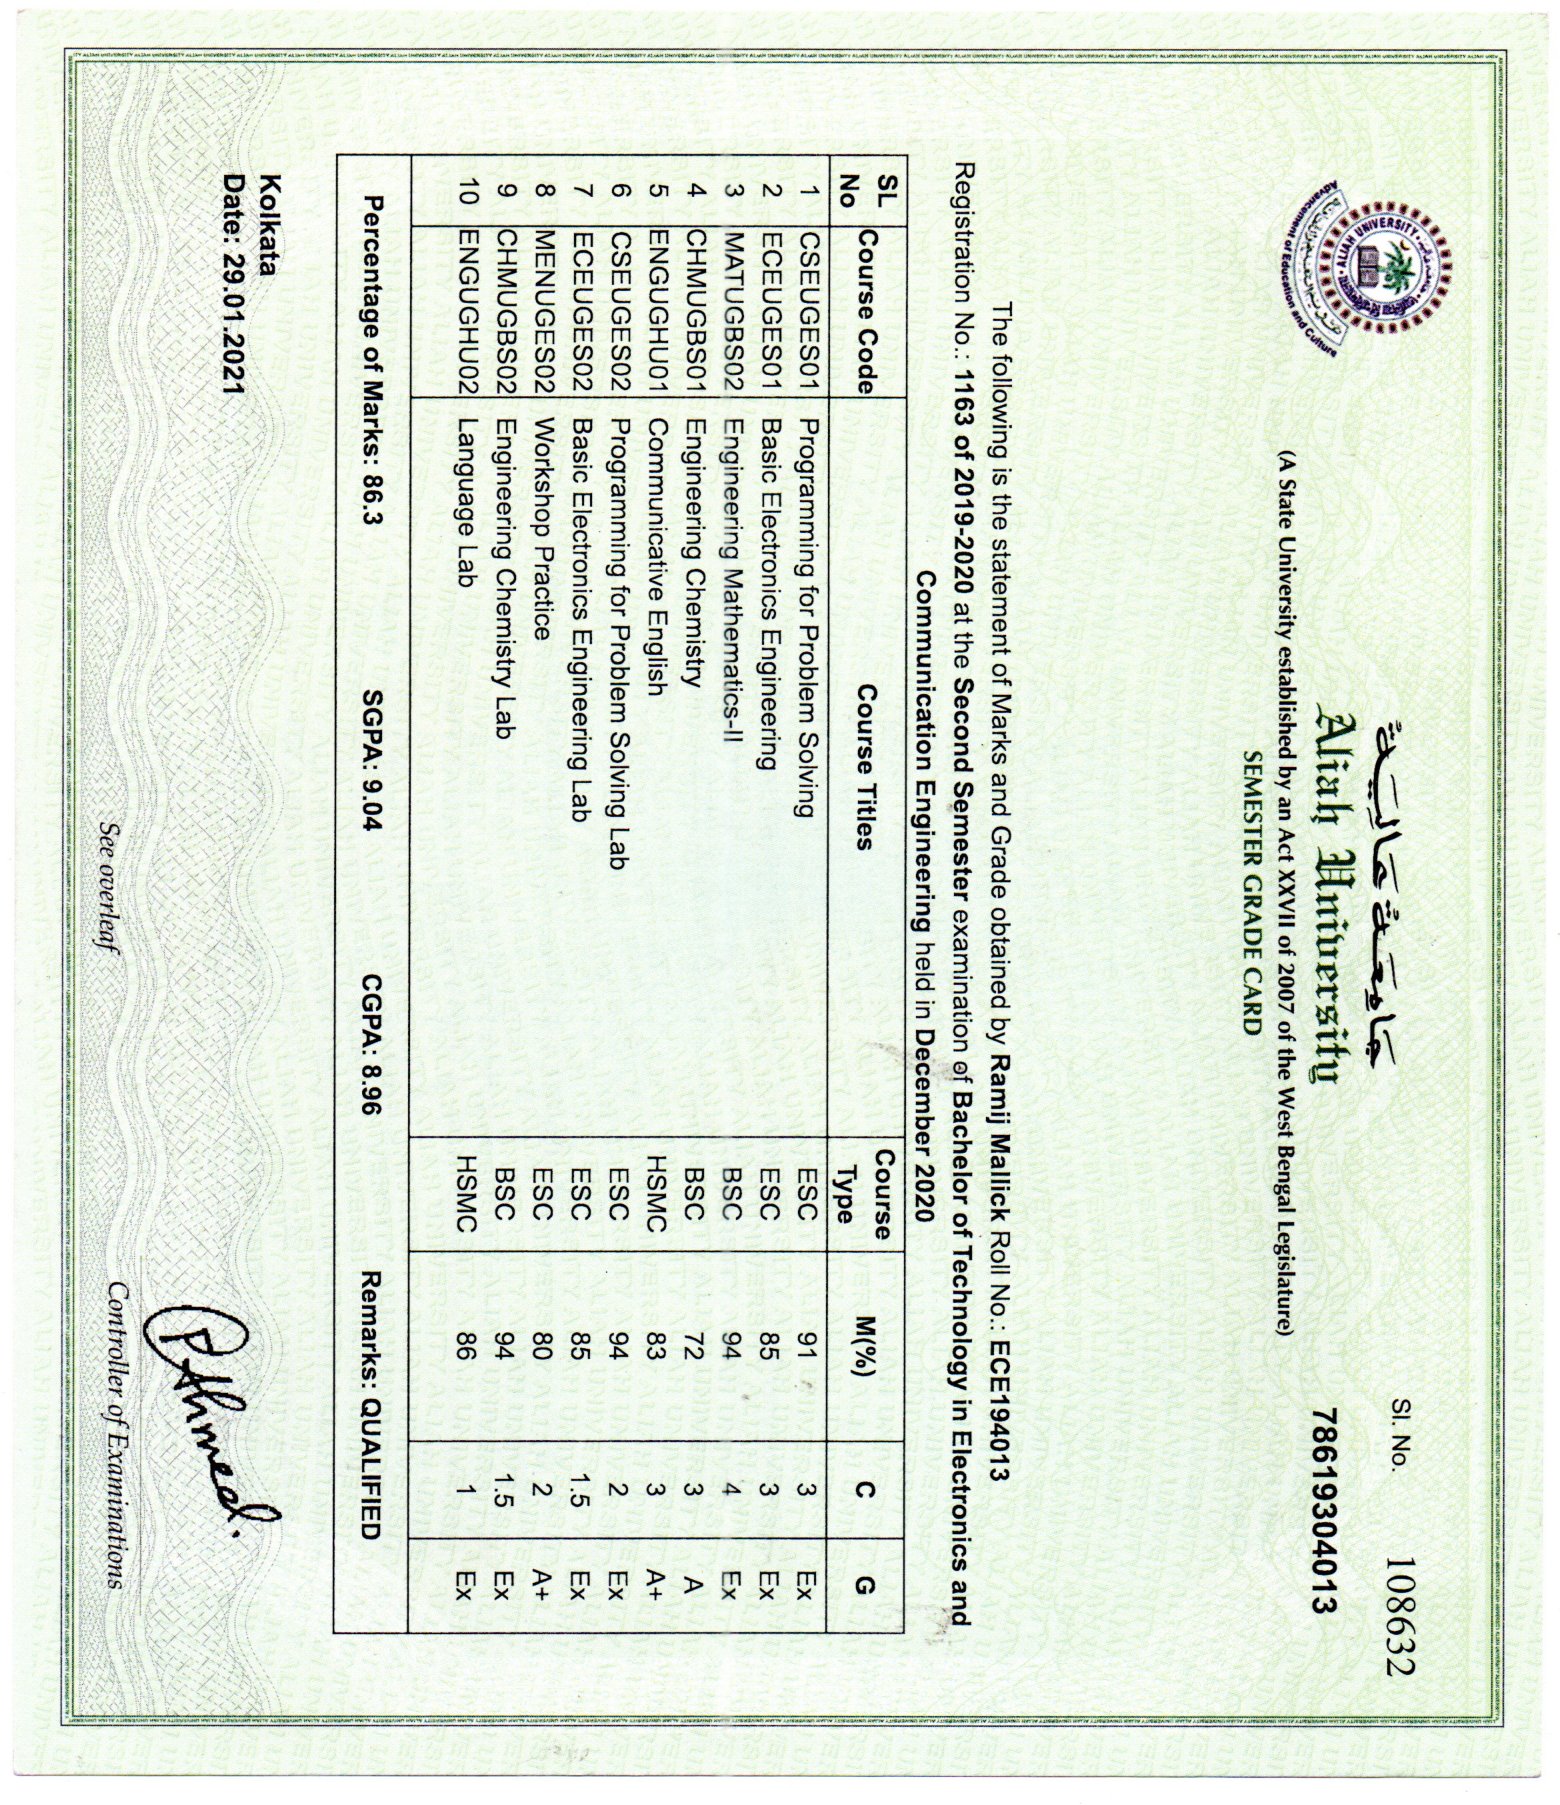 Sl. No. 108632
جامعة عالية
Aliah University
78619304013
(A State University established by an Act XXVII of 2007 of the West Bengal Legislature)
SEMESTER GRADE CARD
ALIAH UNIVERSITY
Advancement of Education and Culture
The following is the statement of Marks and Grade obtained by Ramij Mallick Roll No.: ECE194013
Registration No.: 1163 of 2019-2020 at the Second Semester examination of Bachelor of Technology in Electronics and
Communication Engineering held in December 2020
SL No Course Code Course Titles Course Type M(%) C G
1 CSEUGES01 Programming for Problem Solving ESC 91 3 Ex
2 ECEUGES01 Basic Electronics Engineering ESC 85 3 Ex
3 MATUGBS02 Engineering Mathematics-II BSC 94 4 Ex
4 CHMUGBS01 Engineering Chemistry BSC 72 3 A
5 ENGUGHU01 Communicative English HSMC 83 3 A+
6 CSEUGES02 Programming for Problem Solving Lab ESC 94 2 Ex
7 ECEUGES02 Basic Electronics Engineering Lab ESC 85 1.5 Ex
8 MENUGES02 Workshop Practice ESC 80 2 A+
9 CHMUGBS02 Engineering Chemistry Lab BSC 94 1.5 Ex
10 ENGUGHU02 Language Lab HSMC 86 1 Ex
Percentage of Marks: 86.3 SGPA: 9.04 CGPA: 8.96 Remarks: QUALIFIED
Kolkata
Date: 29.01.2021
See overleaf
Controller of Examinations